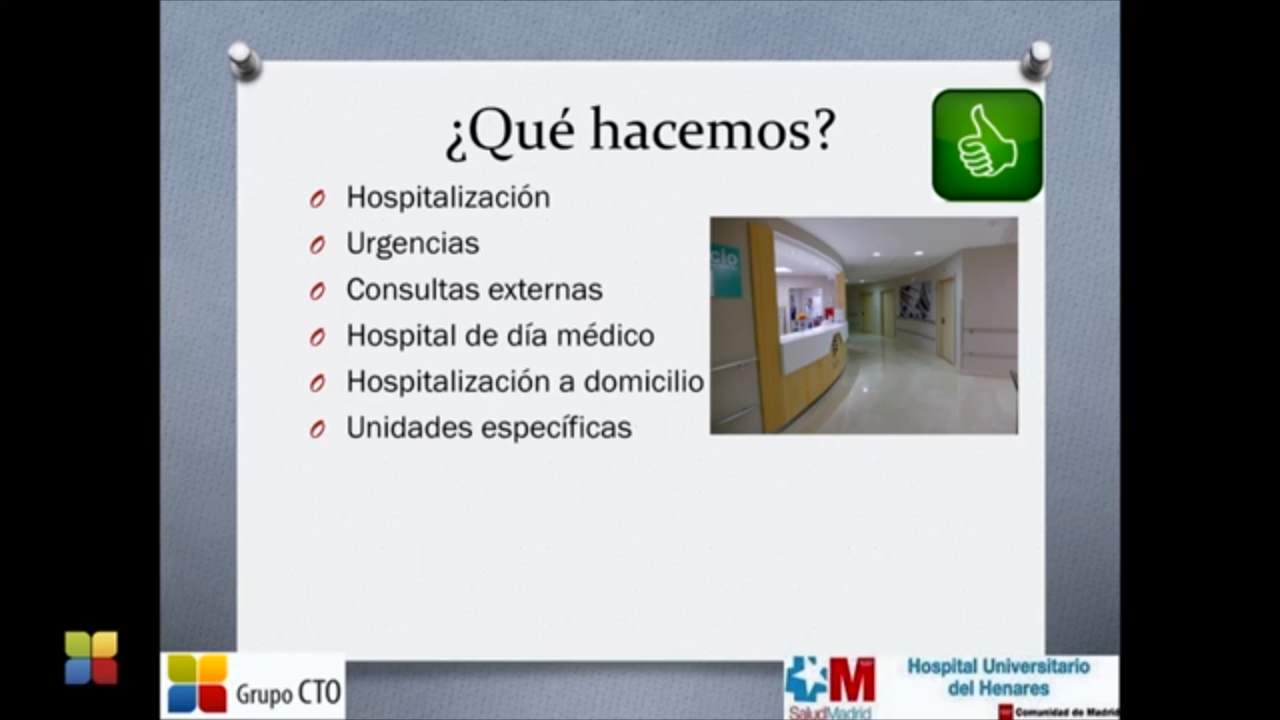 ¿Qué hacemos?
Hospitalización
Urgencias
Consultas externas
Hospital de día médico
Hospitalización a domicilio
Unidades específicas
cio
Grupo CTO
M
SaludMadrid
Hospital Universitario
del Henares
Comunidad de Madrid